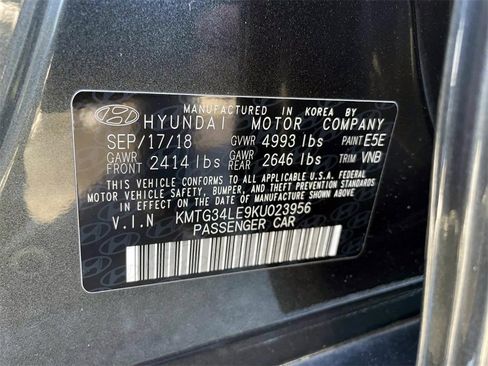 MANUFACTURED IN KOREA BY
HYUNDAI MOTOR COMPANY
SEP/17/18 GVWR 4993 lbs PAINT E5E
GAWR FRONT 2414 lbs GAWR REAR 2646 lbs TRIM VNB
THIS VEHICLE CONFORMS TO ALL APPLICABLE U.S.A. FEDERAL
MOTOR VEHICLE SAFETY, BUMPER, AND THEFT PREVENTION STANDARDS
IN EFFECT ON THE DATE OF MANUFACTURE SHOWN ABOVE.
V.I.N KMTG34LE9KU023956
PASSENGER CAR